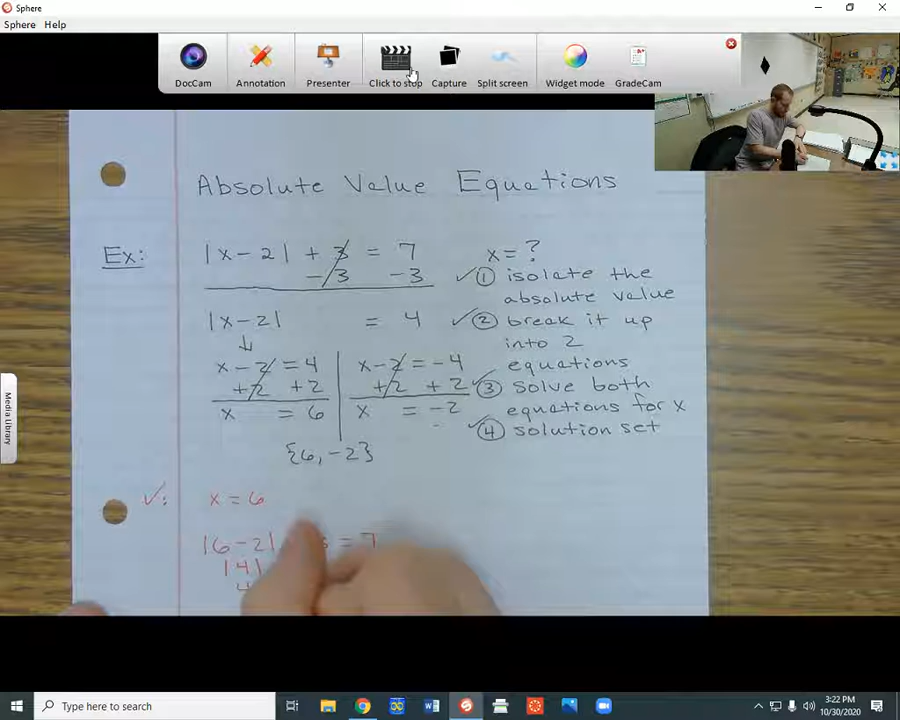 Sphere
Sphere Help
DocCam Annotation Presenter Click to stop Capture Split screen Widget mode GradeCam
Media Library
Absolute Value Equations
Ex: |x-2| + 3 = 7 x = ?
-3 -3 ✓① isolate the
absolute value
|x-2| = 4 ✓② break it up
into 2
equations
x-2 = 4 x-2 = -4
+2 +2 +2 +2 ✓③ solve both
equations for x
x = 6 x = -2
✓④ solution set
{6, -2}
✓: x = 6
|6-2| = 7
|4|
4
Type here to search
3:22 PM
10/30/2020